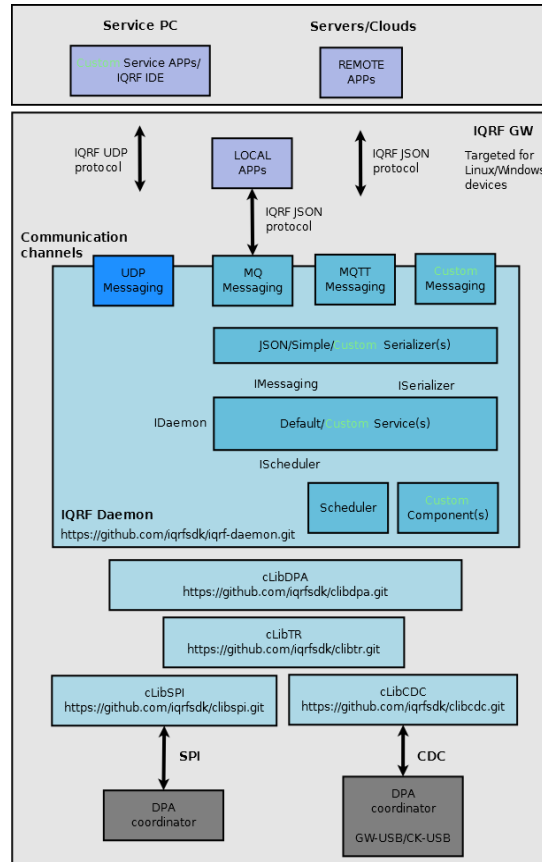 Service PC
Servers/Clouds
Custom Service APPs/
IQRF IDE
REMOTE
APPs
IQRF GW
Targeted for
Linux/Windows
devices
IQRF UDP
protocol
LOCAL
APPs
IQRF JSON
protocol
IQRF JSON
protocol
Communication
channels
UDP
Messaging
MQ
Messaging
MQTT
Messaging
Custom
Messaging
JSON/Simple/Custom Serializer(s)
IMessaging
ISerializer
IDaemon
Default/Custom Service(s)
IScheduler
Scheduler
Custom
Component(s)
IQRF Daemon
https://github.com/iqrfsdk/iqrf-daemon.git
cLibDPA
https://github.com/iqrfsdk/clibdpa.git
cLibTR
https://github.com/iqrfsdk/clibtr.git
cLibSPI
https://github.com/iqrfsdk/clibspi.git
cLibCDC
https://github.com/iqrfsdk/clibcdc.git
SPI
CDC
DPA
coordinator
DPA
coordinator
GW-USB/CK-USB